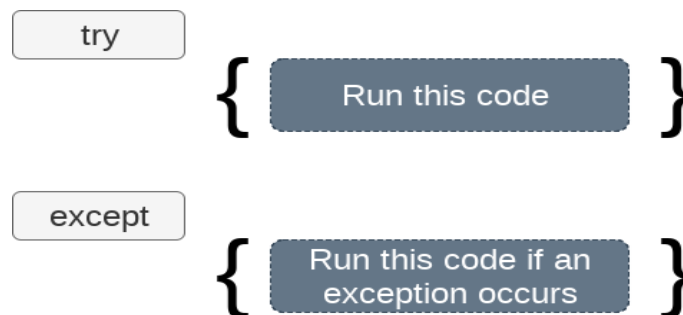 try
{ Run this code }
except
{ Run this code if an
exception occurs }